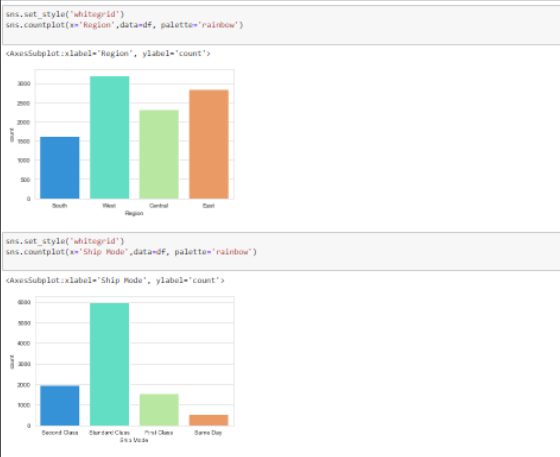 sns.set_style('whitegrid')
sns.countplot(x='Region',data=df, palette='rainbow')
<AxesSubplot:xlabel='Region', ylabel='count'>
3000
2500
2000
1500
1000
500
0
count
South West Central East
Region
sns.set_style('whitegrid')
sns.countplot(x='Ship Mode',data=df, palette='rainbow')
<AxesSubplot:xlabel='Ship Mode', ylabel='count'>
6000
5000
4000
3000
2000
1000
0
count
Second Class Standard Class First Class Same Day
Ship Mode